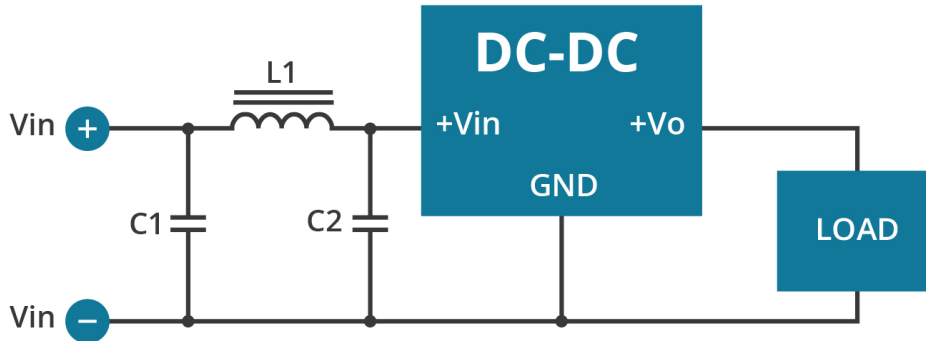 DC-DC
L1
Vin +
+Vin
+Vo
GND
C1
C2
LOAD
Vin −